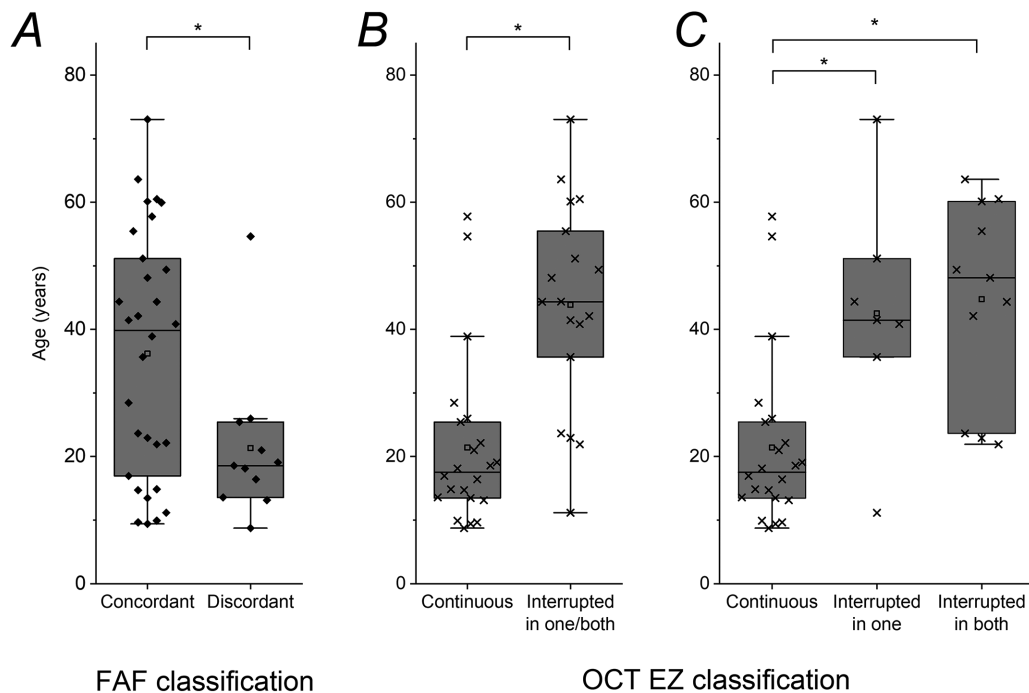 A
*
B
*
C
*
*
Age (years)
80
60
40
20
0
Concordant
Discordant
80
60
40
20
0
Continuous
Interrupted
in one/both
80
60
40
20
0
Continuous
Interrupted
in one
Interrupted
in both
FAF classification
OCT EZ classification